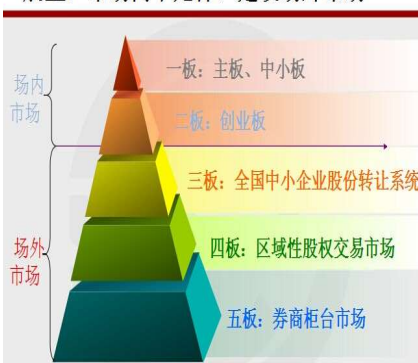 一板：主板、中小板
场内
市场
二板：创业板
三板：全国中小企业股份转让系统
四板：区域性股权交易市场
场外
市场
五板：券商柜台市场